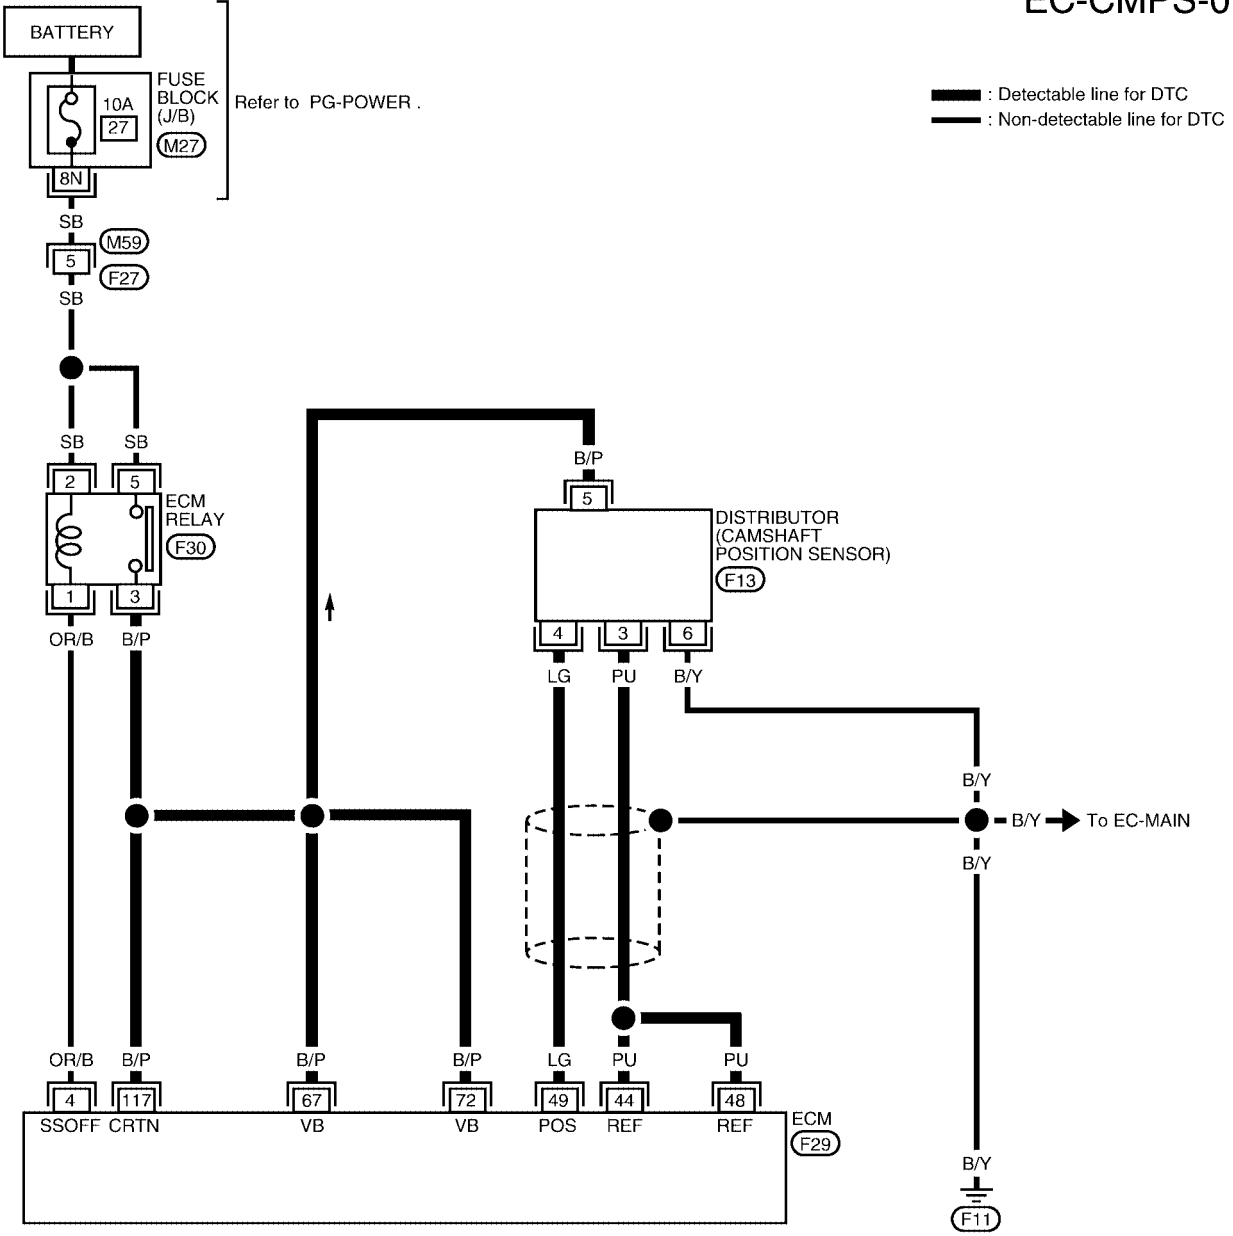 EC-CMPS-0
BATTERY
FUSE
BLOCK
(J/B)
M27
10A
27
8N
Refer to PG-POWER .
: Detectable line for DTC
: Non-detectable line for DTC
SB
M59
5
F27
SB
SB SB
2 5
ECM
RELAY
F30
1 3
OR/B B/P
B/P
5
DISTRIBUTOR
(CAMSHAFT
POSITION SENSOR)
F13
4 3 6
LG PU B/Y
B/Y
B/Y To EC-MAIN
B/Y
OR/B B/P B/P B/P LG PU PU
4 117 67 72 49 44 48
SSOFF CRTN VB VB POS REF REF
ECM
F29
B/Y
F11